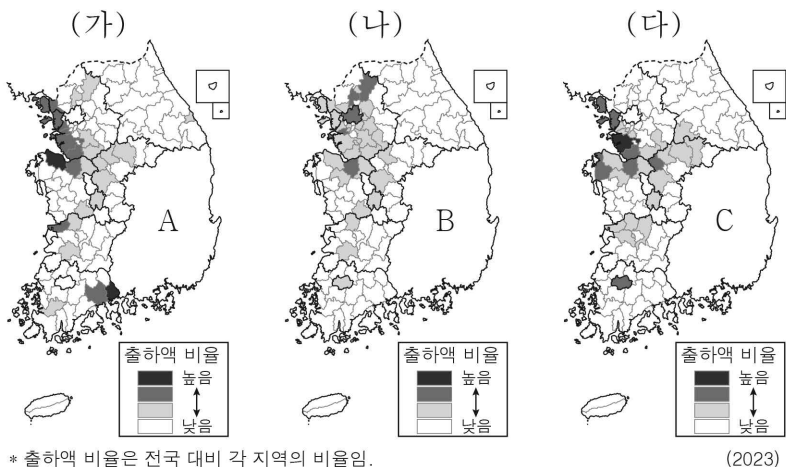 (가) (나) (다)
A B C
출하액 비율 출하액 비율 출하액 비율
높음 높음 높음
낮음 낮음 낮음
* 출하액 비율은 전국 대비 각 지역의 비율임. (2023)